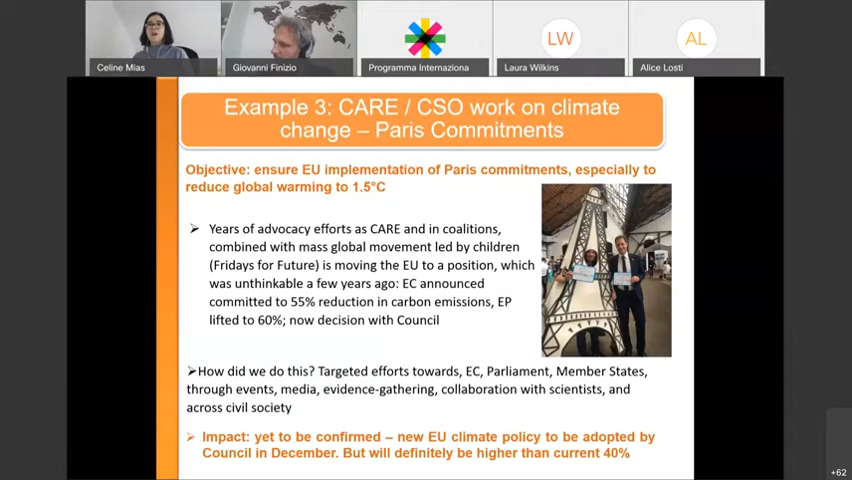 LW
AL
Celine Mias
Giovanni Finizio
Programma Internaziona
Laura Wilkins
Alice Losti
Example 3: CARE / CSO work on climate
change – Paris Commitments
Objective: ensure EU implementation of Paris commitments, especially to
reduce global warming to 1.5°C
➢ Years of advocacy efforts as CARE and in coalitions,
combined with mass global movement led by children
(Fridays for Future) is moving the EU to a position, which
was unthinkable a few years ago: EC announced
committed to 55% reduction in carbon emissions, EP
lifted to 60%; now decision with Council
➢How did we do this? Targeted efforts towards, EC, Parliament, Member States,
through events, media, evidence-gathering, collaboration with scientists, and
across civil society
➢ Impact: yet to be confirmed – new EU climate policy to be adopted by
Council in December. But will definitely be higher than current 40%
+62